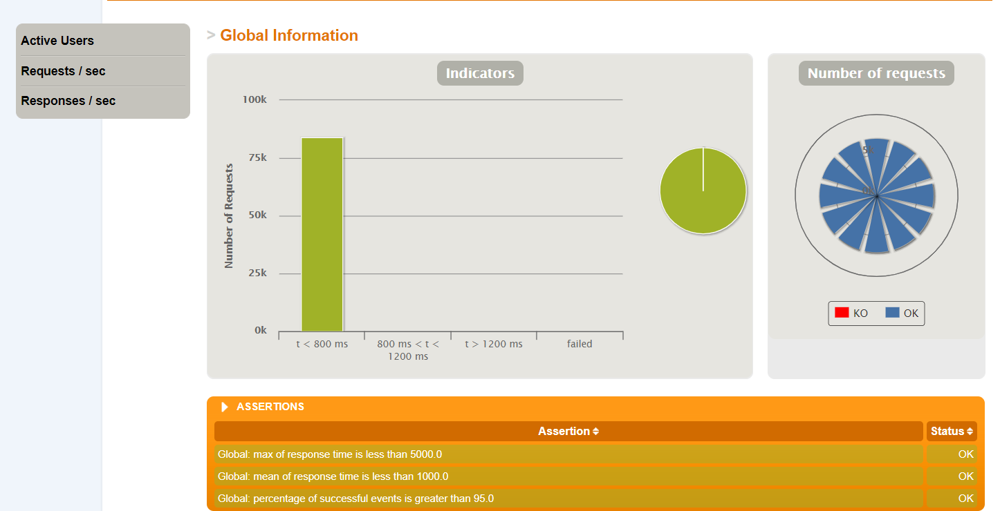 Active Users
Requests / sec
Responses / sec
> Global Information
Indicators
Number of Requests
100k
75k
50k
25k
0k
t < 800 ms
800 ms < t <
1200 ms
t > 1200 ms
failed
Number of requests
KO
OK
ASSERTIONS
Assertion Status
Global: max of response time is less than 5000.0 OK
Global: mean of response time is less than 1000.0 OK
Global: percentage of successful events is greater than 95.0 OK